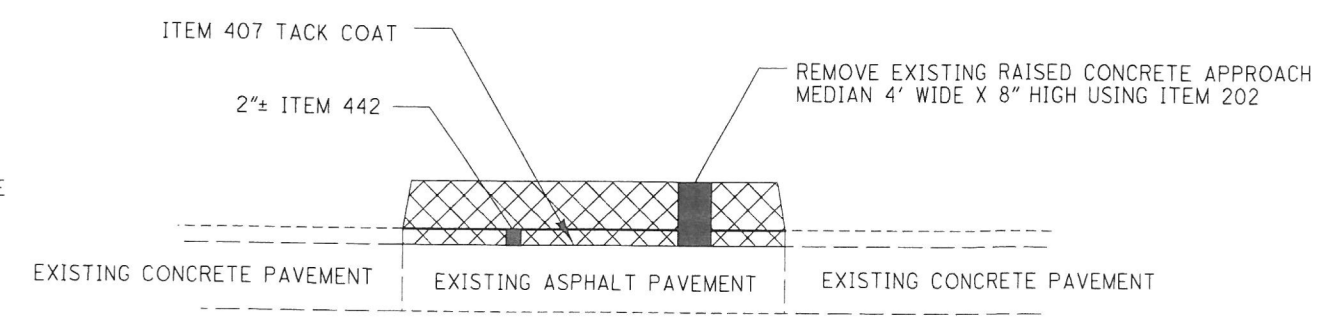 ITEM 407 TACK COAT
REMOVE EXISTING RAISED CONCRETE APPROACH
MEDIAN 4' WIDE X 8" HIGH USING ITEM 202
2"± ITEM 442
EXISTING CONCRETE PAVEMENT
EXISTING ASPHALT PAVEMENT
EXISTING CONCRETE PAVEMENT